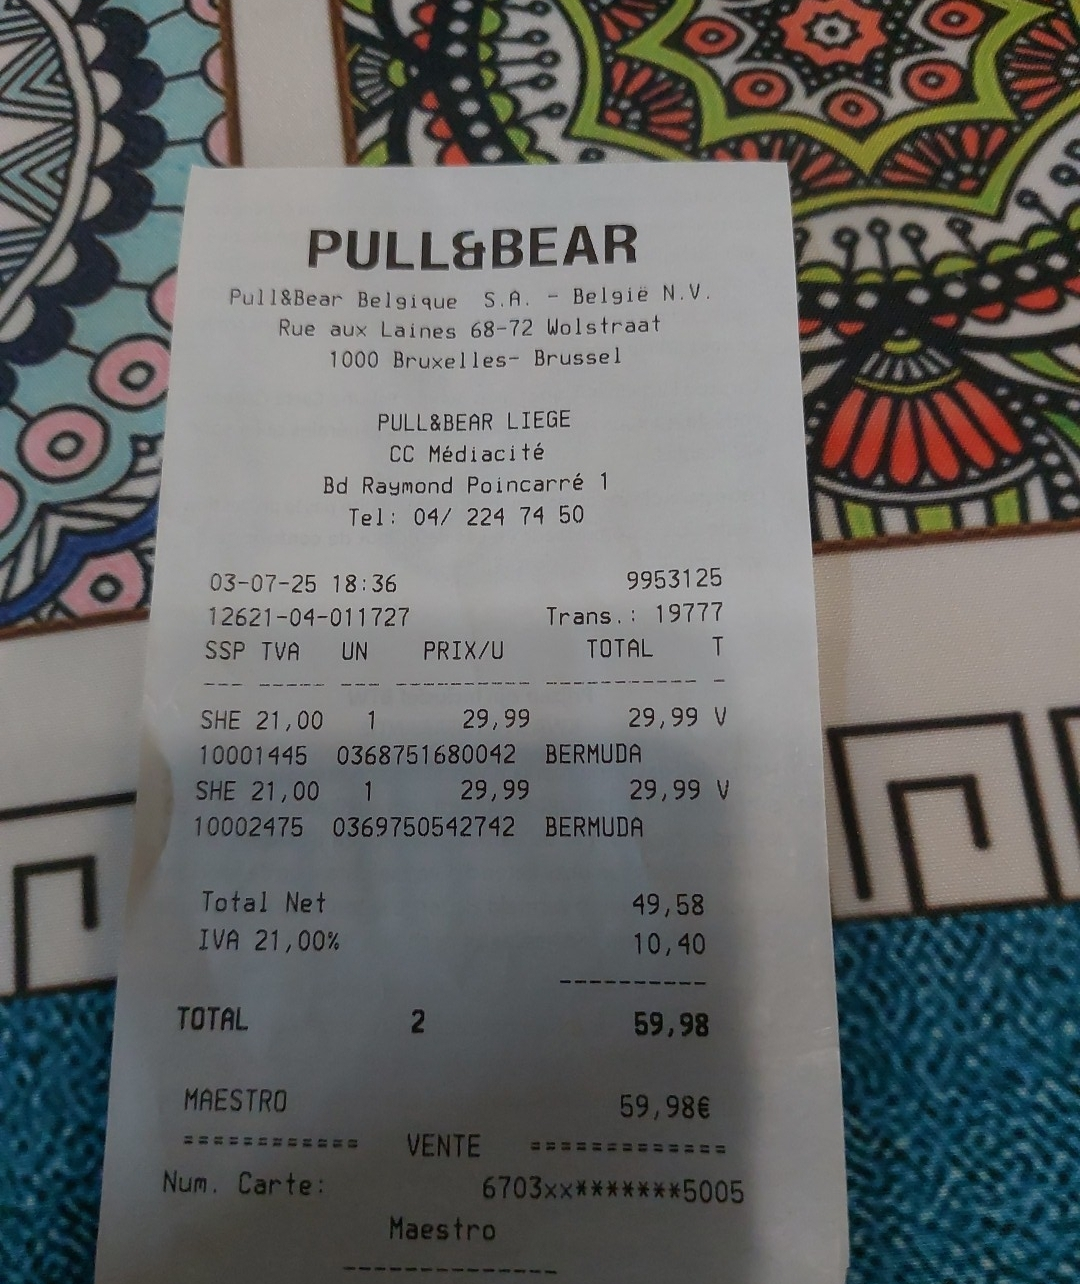 PULL&BEAR
Pull&Bear Belgique S.A. - België N.V.
Rue aux Laines 68-72 Wolstraat
1000 Bruxelles- Brussel
PULL&BEAR LIEGE
CC Médiacité
Bd Raymond Poincarré 1
Tel: 04/ 224 74 50
03-07-25 18:36 9953125
12621-04-011727 Trans.: 19777
SSP TVA UN PRIX/U TOTAL T
--- ----- --- ---------- ----------- -
SHE 21,00 1 29,99 29,99 V
10001445 0368751680042 BERMUDA
SHE 21,00 1 29,99 29,99 V
10002475 0369750542742 BERMUDA
Total Net 49,58
IVA 21,00% 10,40
----------
TOTAL 2 59,98
MAESTRO 59,98€
============ VENTE =============
Num. Carte: 6703xx*******5005
Maestro
--------------